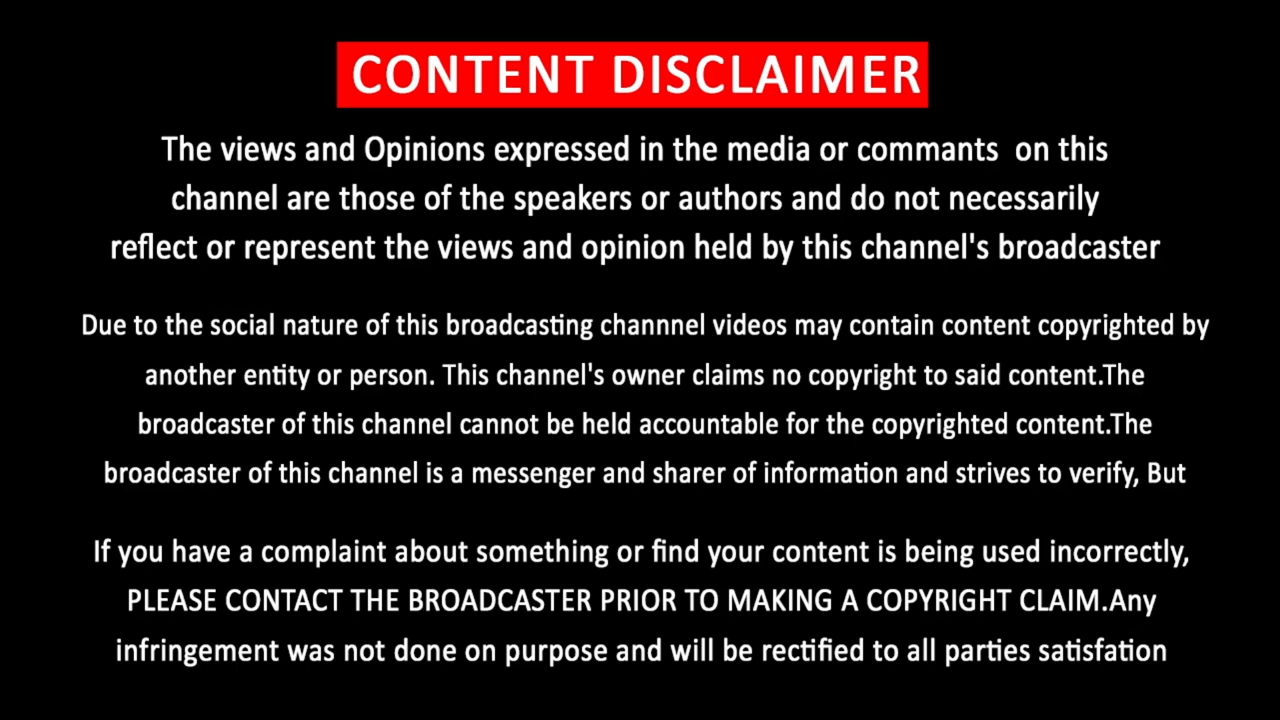 CONTENT DISCLAIMER
The views and Opinions expressed in the media or commants on this
channel are those of the speakers or authors and do not necessarily
reflect or represent the views and opinion held by this channel's broadcaster
Due to the social nature of this broadcasting channnel videos may contain content copyrighted by
another entity or person. This channel's owner claims no copyright to said content.The
broadcaster of this channel cannot be held accountable for the copyrighted content.The
broadcaster of this channel is a messenger and sharer of information and strives to verify, But
If you have a complaint about something or find your content is being used incorrectly,
PLEASE CONTACT THE BROADCASTER PRIOR TO MAKING A COPYRIGHT CLAIM.Any
infringement was not done on purpose and will be rectified to all parties satisfation